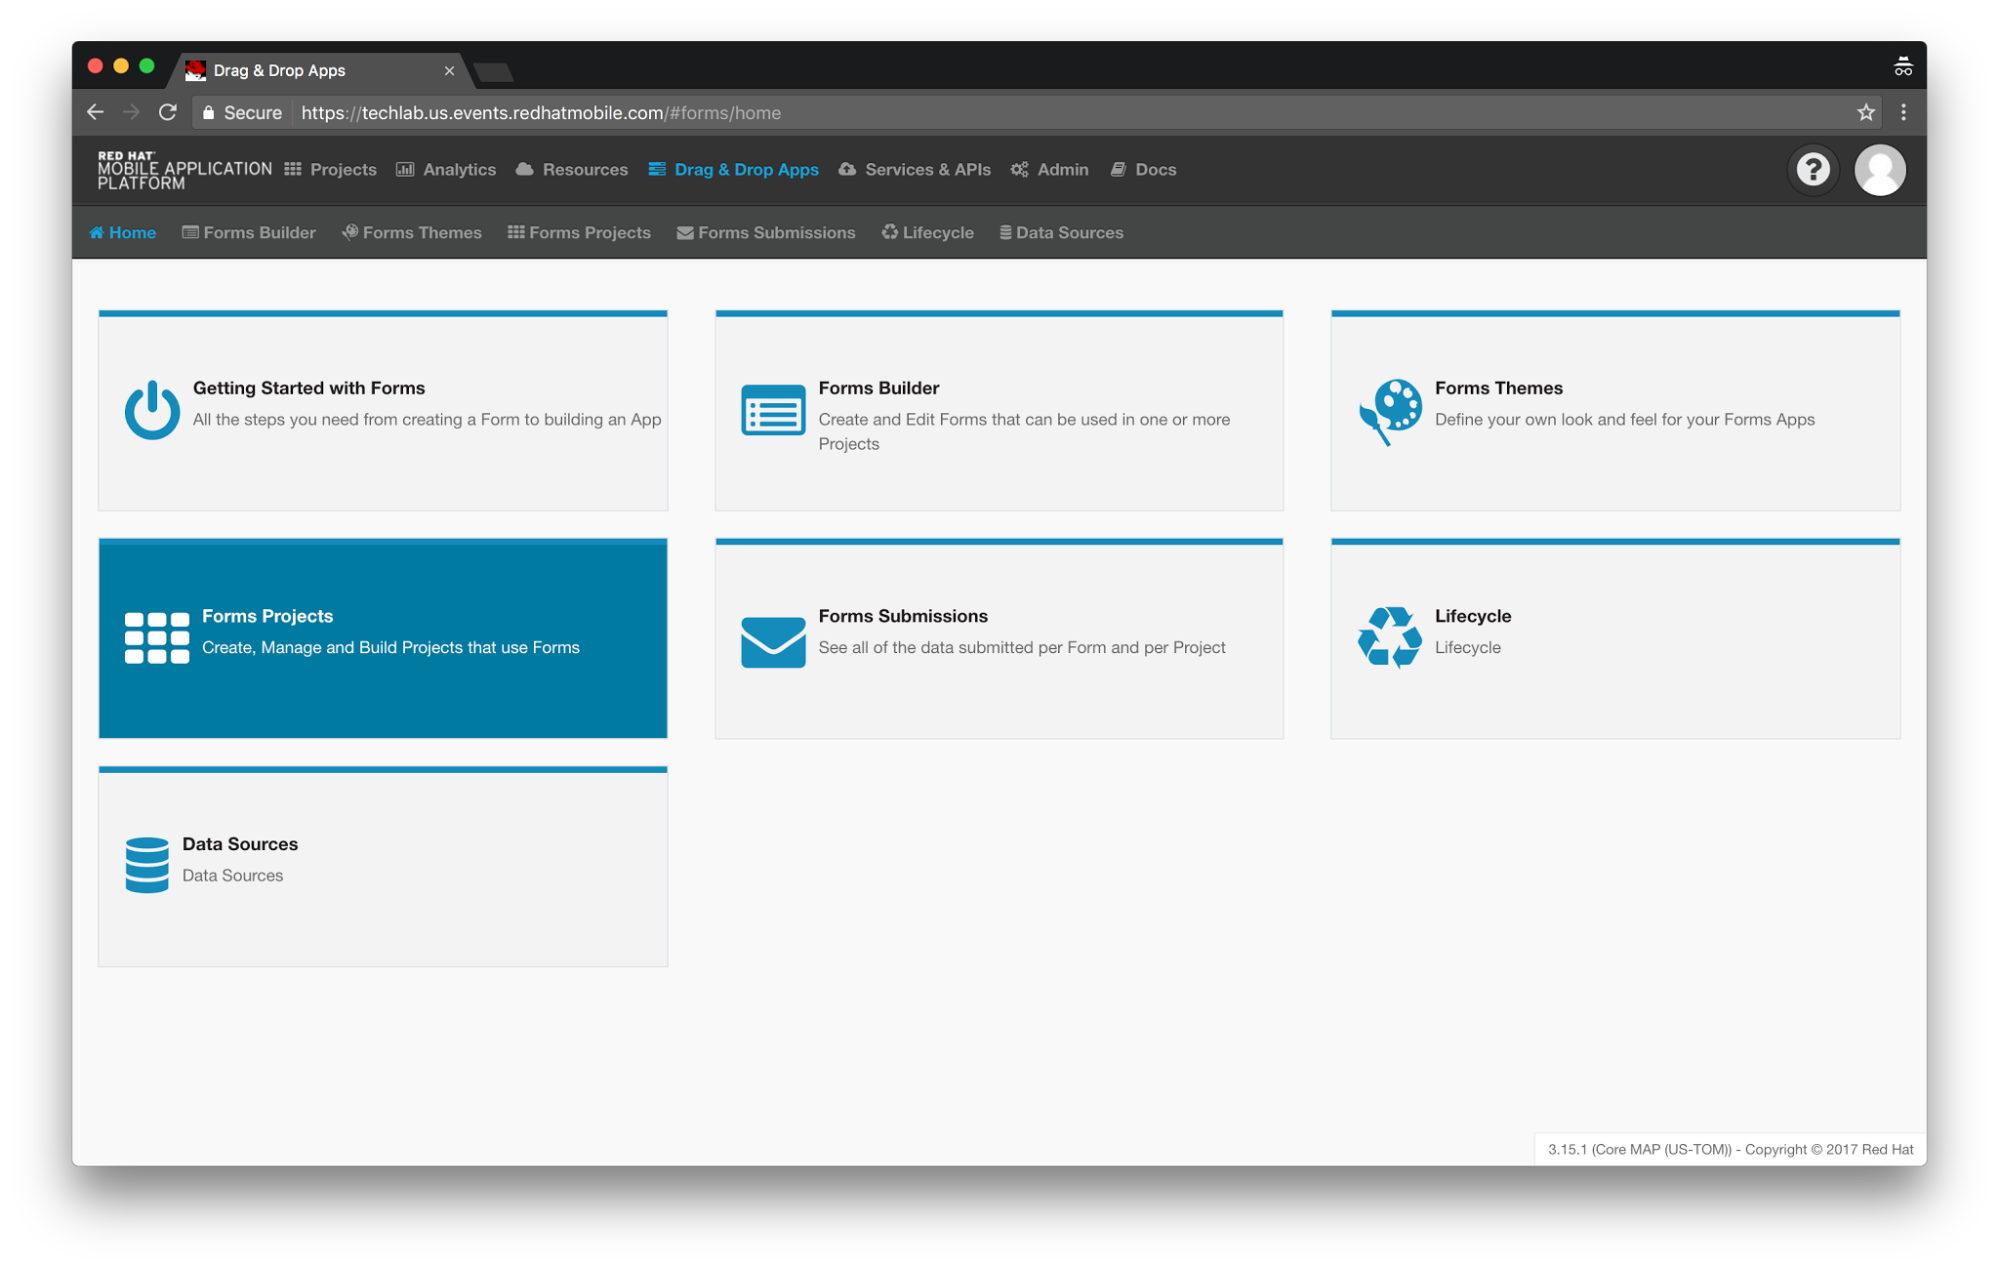 Drag & Drop Apps
Secure https://techlab.us.events.redhatmobile.com/#forms/home
RED HAT
MOBILE APPLICATION
PLATFORM
Projects Analytics Resources Drag & Drop Apps Services & APIs Admin Docs
?
Home Forms Builder Forms Themes Forms Projects Forms Submissions Lifecycle Data Sources
Getting Started with Forms
All the steps you need from creating a Form to building an App
Forms Builder
Create and Edit Forms that can be used in one or more
Projects
Forms Themes
Define your own look and feel for your Forms Apps
Forms Projects
Create, Manage and Build Projects that use Forms
Forms Submissions
See all of the data submitted per Form and per Project
Lifecycle
Lifecycle
Data Sources
Data Sources
3.15.1 (Core MAP (US-TOM)) - Copyright © 2017 Red Hat